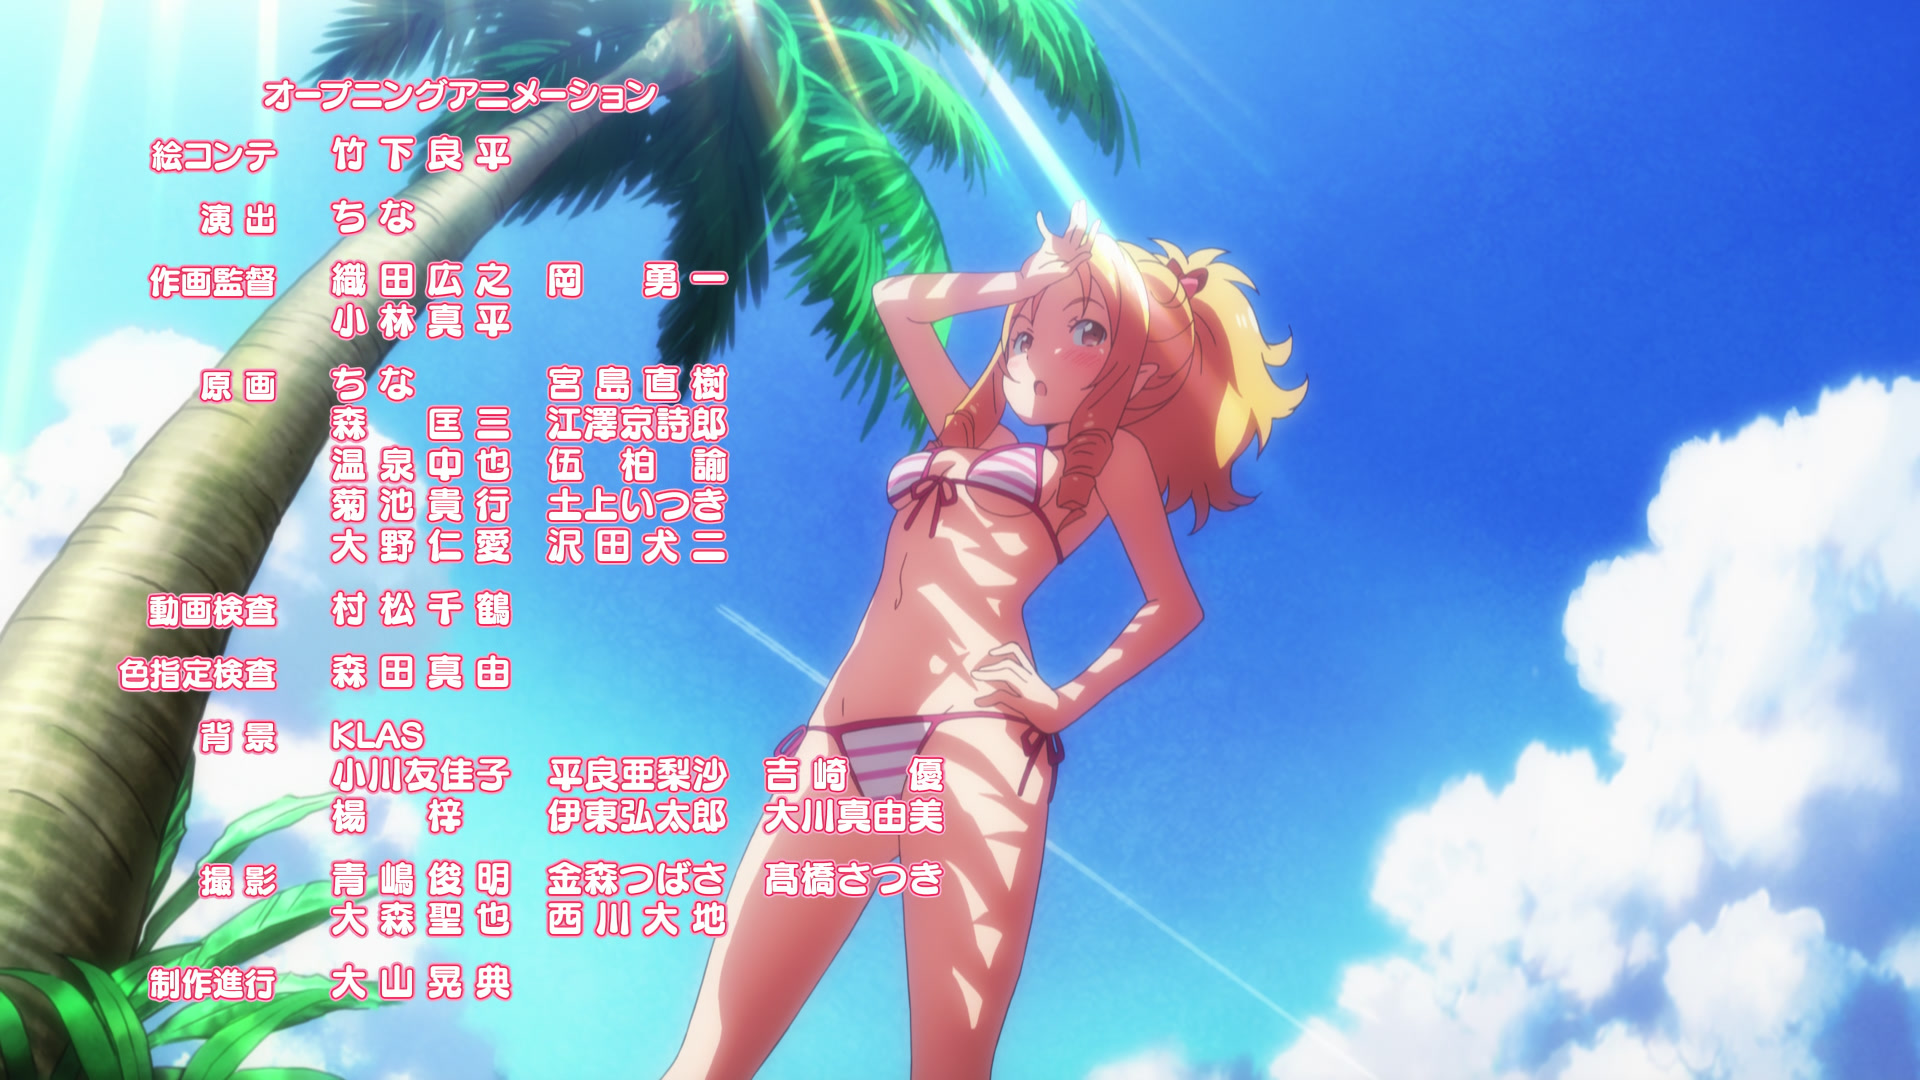 オープニングアニメーション
絵コンテ 竹下良平
演出 ちな
作画監督 織田広之 岡勇一
小林真平
原画 ちな 宮島直樹
森匡三 江澤京詩郎
温泉中也 伍柏諭
菊池貴行 土上いつき
大野仁愛 沢田犬二
動画検査 村松千鶴
色指定検査 森田真由
背景 KLAS
小川友佳子 平良亜梨沙 吉崎優
楊梓 伊東弘太郎 大川真由美
撮影 青嶋俊明 金森つばさ 髙橋さつき
大森聖也 西川大地
制作進行 大山晃典